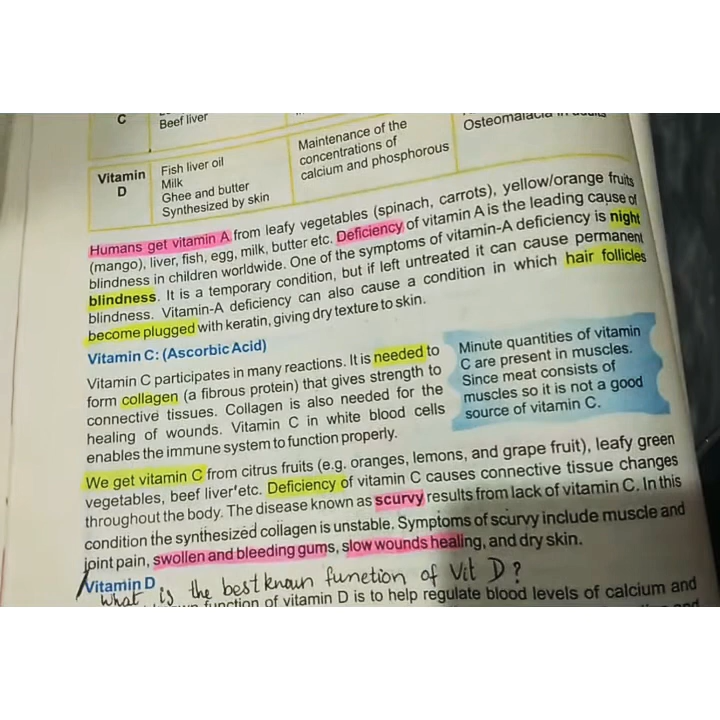 C
Beef liver
Osteomalacia in adults
Vitamin
D
Fish liver oil
Milk
Ghee and butter
Synthesized by skin
Maintenance of the
concentrations of
calcium and phosphorous
Humans get vitamin A from leafy vegetables (spinach, carrots), yellow/orange fruits
(mango), liver, fish, egg, milk, butter etc. Deficiency of vitamin A is the leading cause of
blindness in children worldwide. One of the symptoms of vitamin-A deficiency is night
blindness. It is a temporary condition, but if left untreated it can cause permanent
blindness. Vitamin-A deficiency can also cause a condition in which hair follicles
become plugged with keratin, giving dry texture to skin.
Vitamin C: (Ascorbic Acid)
Vitamin C participates in many reactions. It is needed to
form collagen (a fibrous protein) that gives strength to
connective tissues. Collagen is also needed for the
healing of wounds. Vitamin C in white blood cells
enables the immune system to function properly.
Minute quantities of vitamin
C are present in muscles.
Since meat consists of
muscles so it is not a good
source of vitamin C.
We get vitamin C from citrus fruits (e.g. oranges, lemons, and grape fruit), leafy green
vegetables, beef liver etc. Deficiency of vitamin C causes connective tissue changes
throughout the body. The disease known as scurvy results from lack of vitamin C. In this
condition the synthesized collagen is unstable. Symptoms of scurvy include muscle and
joint pain, swollen and bleeding gums, slow wounds healing, and dry skin.
Vitamin D
What is the best known function of Vit D?
function of vitamin D is to help regulate blood levels of calcium and
and